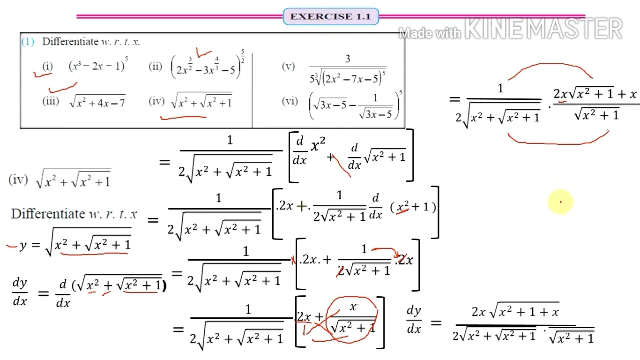 EXERCISE 1.1
Made with KINEMASTER
(1) Differentiate w. r. t. x.
(i) (x³ − 2x − 1)⁵ (ii) (2x^{3/2} − 3x^{4/3} − 5)^{5/2} (v) 3 / (5∛((2x² − 7x − 5)⁵))
(iii) √(x² + 4x − 7) (iv) √(x² + √(x² + 1)) (vi) (√(3x − 5) − 1/√(3x − 5))⁵
= 1/(2√(x² + √(x² + 1))) · (2x√(x² + 1) + x)/√(x² + 1)
= 1/(2√(x² + √(x² + 1))) [d/dx x² + d/dx √(x² + 1)]
(iv) √(x² + √(x² + 1))
Differentiate w. r. t. x
= 1/(2√(x² + √(x² + 1))) [.2x + . 1/(2√(x² + 1)) d/dx (x² + 1)]
y = √(x² + √(x² + 1))
= 1/(2√(x² + √(x² + 1))) [.2x. + 1/(2√(x² + 1)) .2x]
dy/dx = d/dx (√(x² + √(x² + 1)))
= 1/(2√(x² + √(x² + 1))) [2x/1 + x/√(x² + 1)]
dy/dx = 2x√(x² + 1 + x) / (2√(x² + √(x² + 1)) . √(x² + 1))